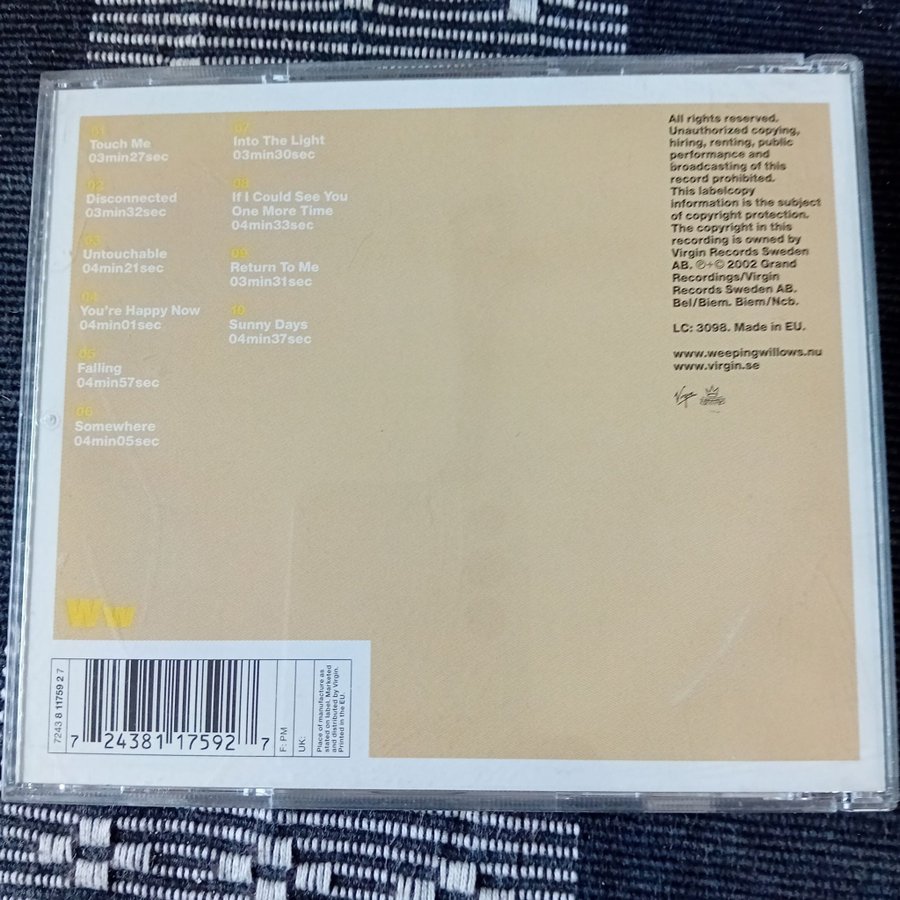 01
Touch Me
03min27sec
02
Disconnected
03min32sec
03
Untouchable
04min21sec
04
You're Happy Now
04min01sec
05
Falling
04min57sec
06
Somewhere
04min05sec
07
Into The Light
03min30sec
08
If I Could See You
One More Time
04min33sec
09
Return To Me
03min31sec
10
Sunny Days
04min37sec
All rights reserved.
Unauthorized copying,
hiring, renting, public
performance and
broadcasting of this
record prohibited.
This labelcopy
information is the subject
of copyright protection.
The copyright in this
recording is owned by
Virgin Records Sweden
AB. ℗+© 2002 Grand
Recordings/Virgin
Records Sweden AB.
Bel/Biem. Biem/Ncb.
LC: 3098. Made in EU.
www.weepingwillows.nu
www.virgin.se
Virgin
Ww
7243 8 11759 2 7
7 24381 17592 7
F: PM
UK:
Place of manufacture as
stated on label. Marketed
and distributed by Virgin.
Printed in the EU.